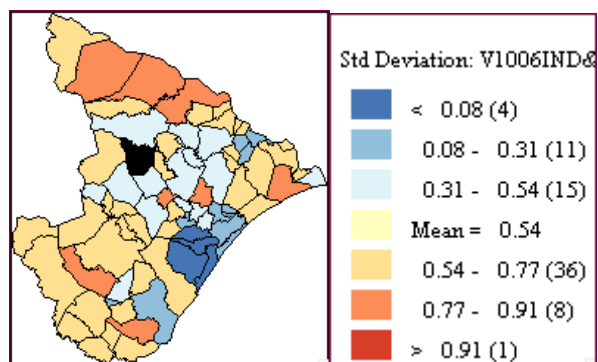 Std Deviation: V1006IND&
< 0.08 (4)
0.08 - 0.31 (11)
0.31 - 0.54 (15)
Mean = 0.54
0.54 - 0.77 (36)
0.77 - 0.91 (8)
> 0.91 (1)